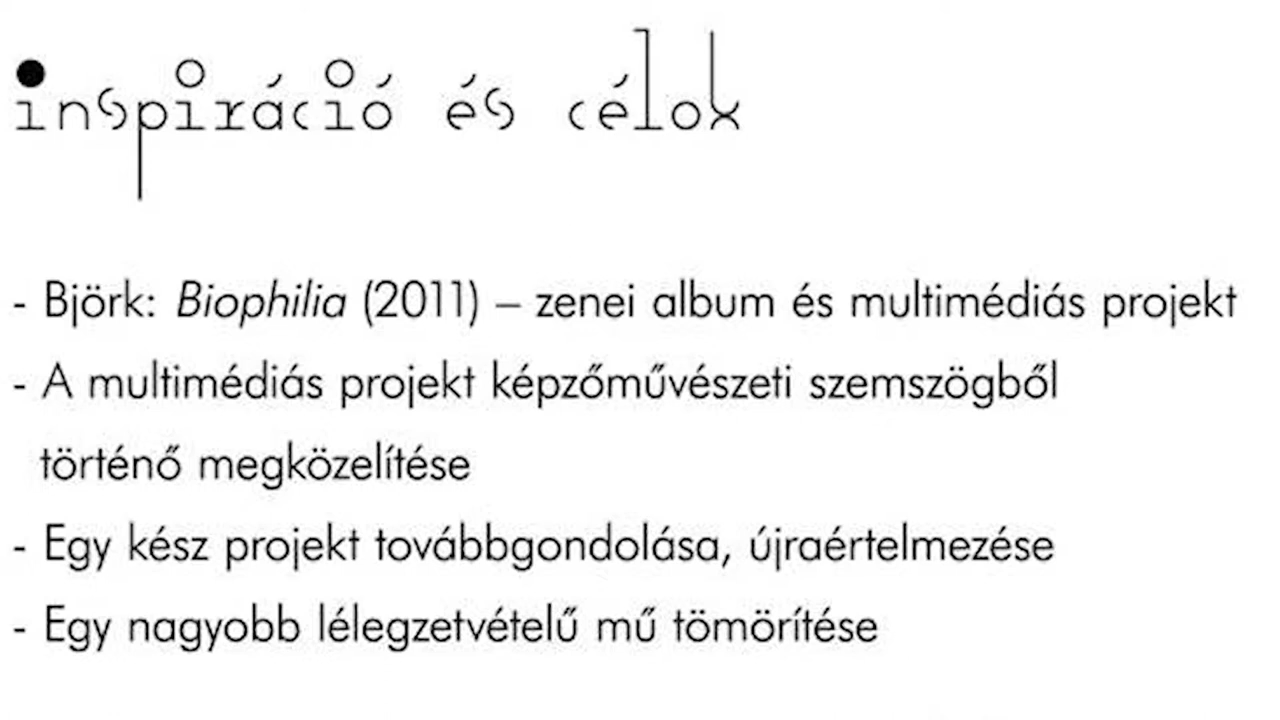 inspiráció és célok
- Björk: Biophilia (2011) – zenei album és multimédiás projekt
- A multimédiás projekt képzőművészeti szemszögből
történő megközelítése
- Egy kész projekt továbbgondolása, újraértelmezése
- Egy nagyobb lélegzetvételű mű tömörítése